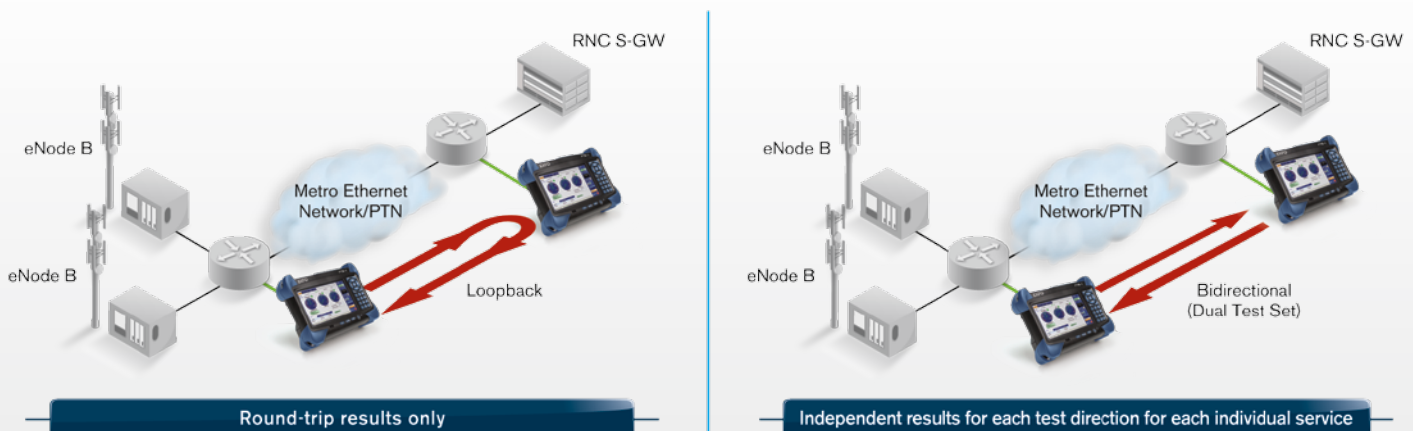 RNC S-GW
eNode B
Metro Ethernet
Network/PTN
eNode B
Loopback
Round-trip results only
RNC S-GW
eNode B
Metro Ethernet
Network/PTN
eNode B
Bidirectional
(Dual Test Set)
Independent results for each test direction for each individual service